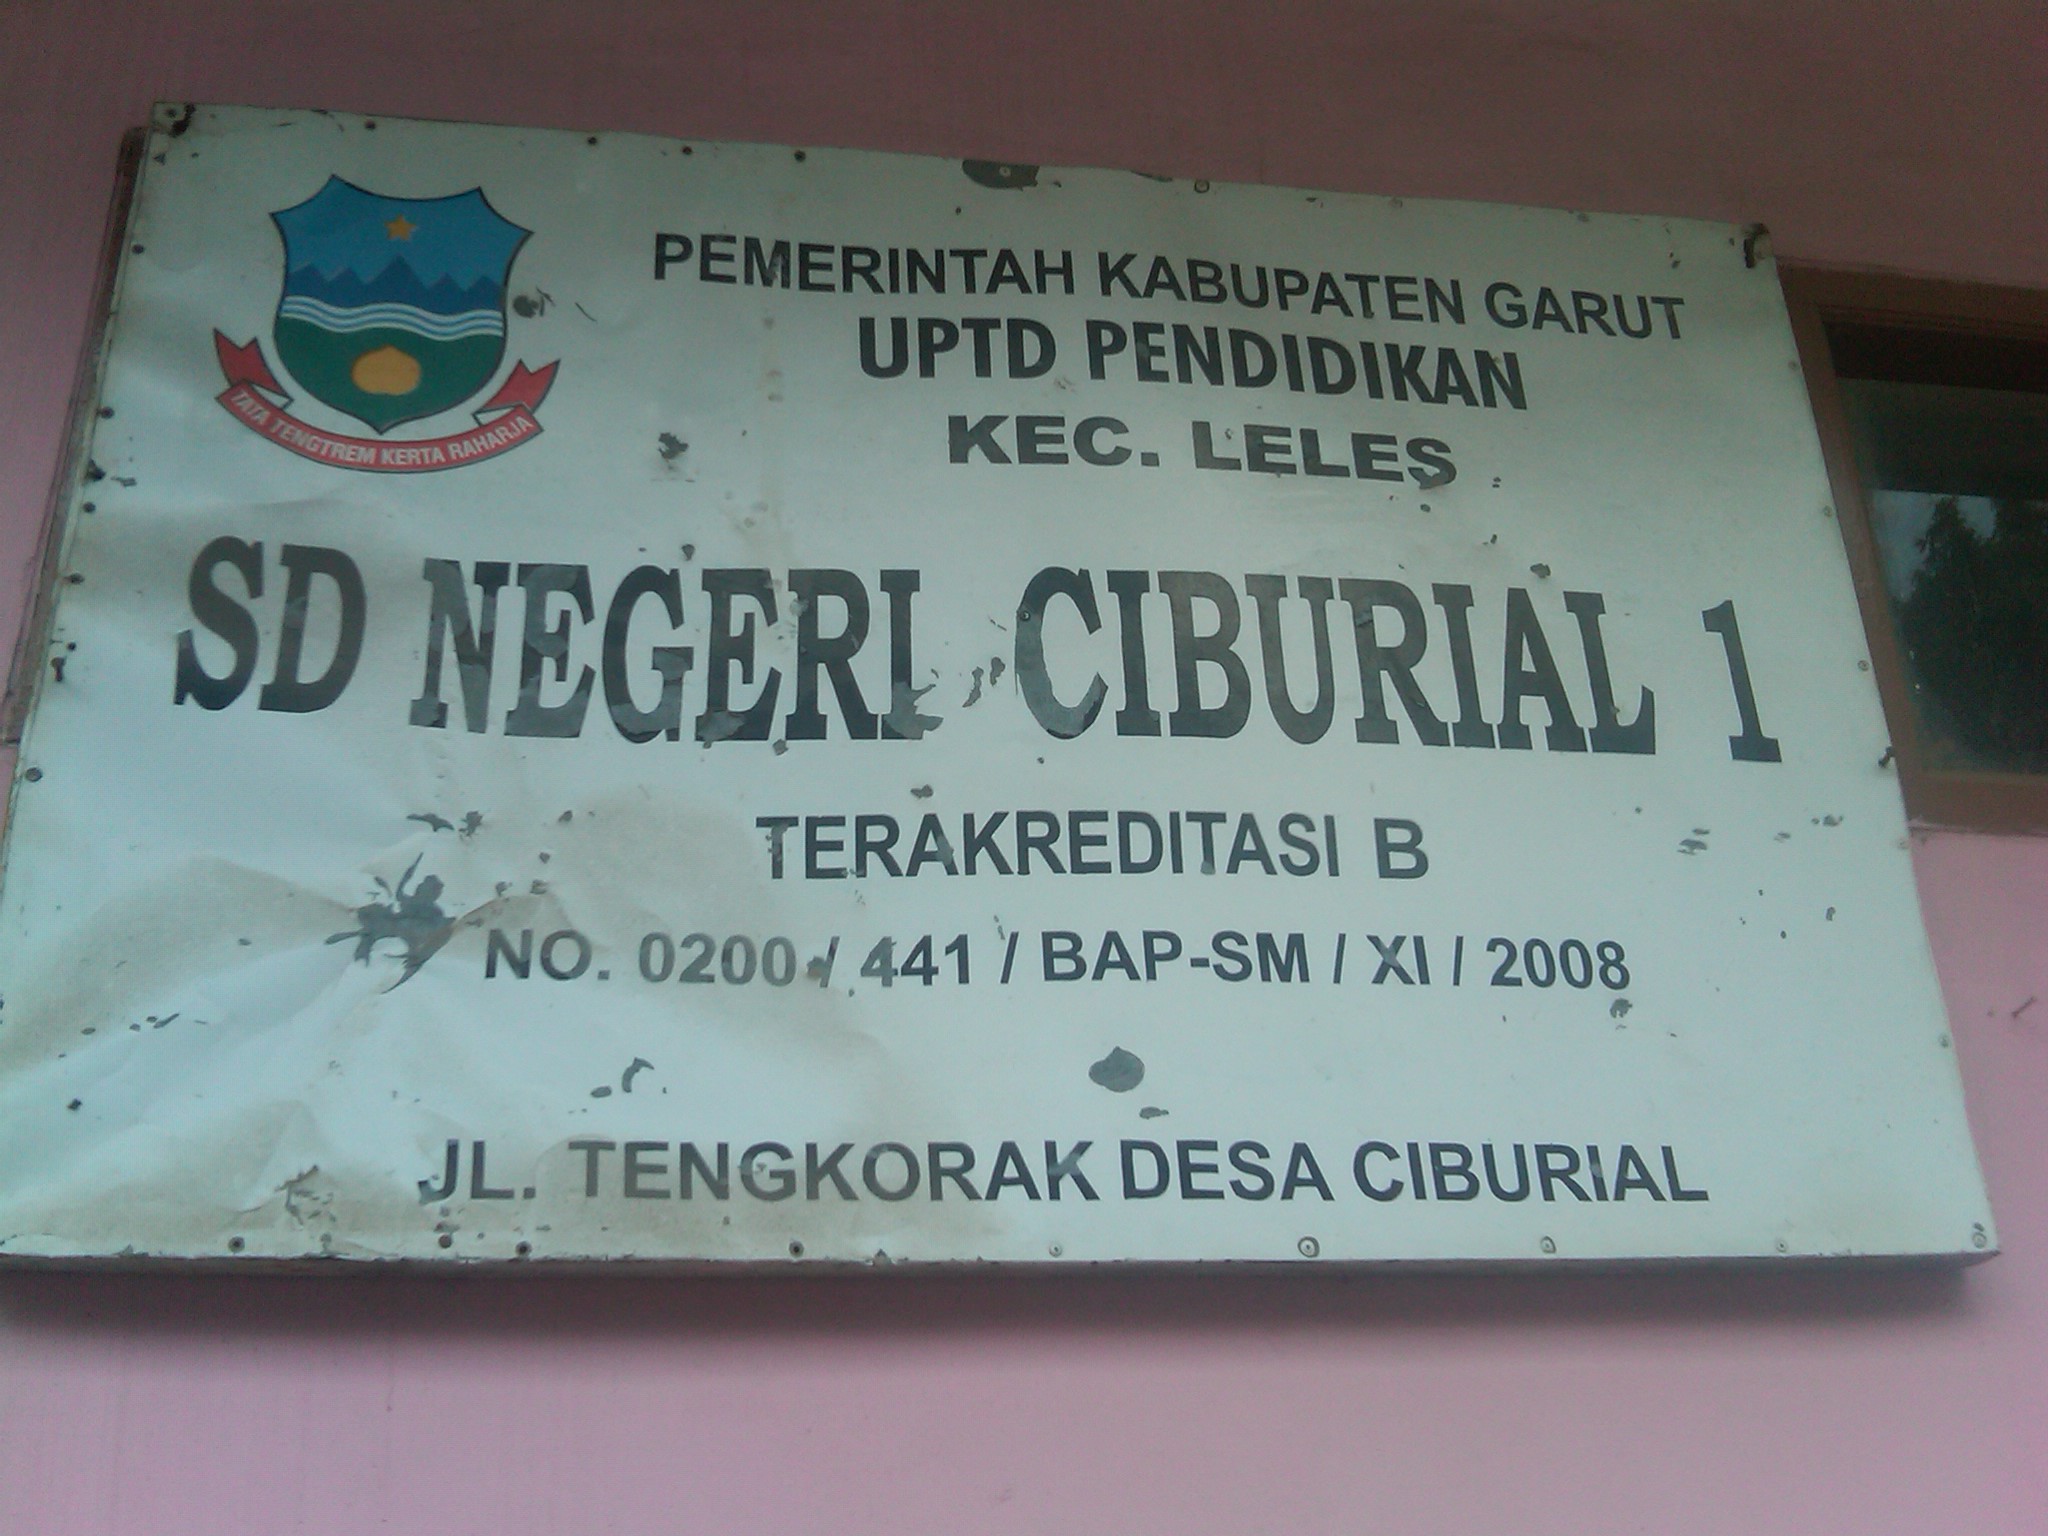 PEMERINTAH KABUPATEN GARUT
UPTD PENDIDIKAN
KEC. LELES
TATA TENGTREM KERTA RAHARJA
SD NEGERI CIBURIAL 1
TERAKREDITASI B
NO. 0200 / 441 / BAP-SM / XI / 2008
JL. TENGKORAK DESA CIBURIAL